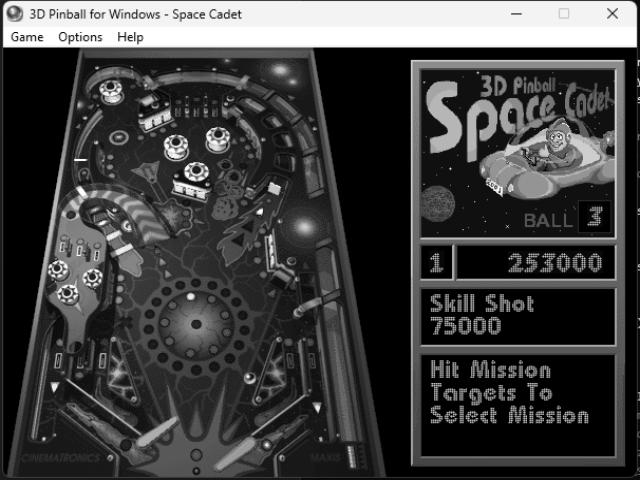 3D Pinball for Windows - Space Cadet
Game Options Help
3D Pinball
Space Cadet
BALL 3
1 253000
Skill Shot
75000
Hit Mission
Targets To
Select Mission
CINEMATRONICS
MAXIS